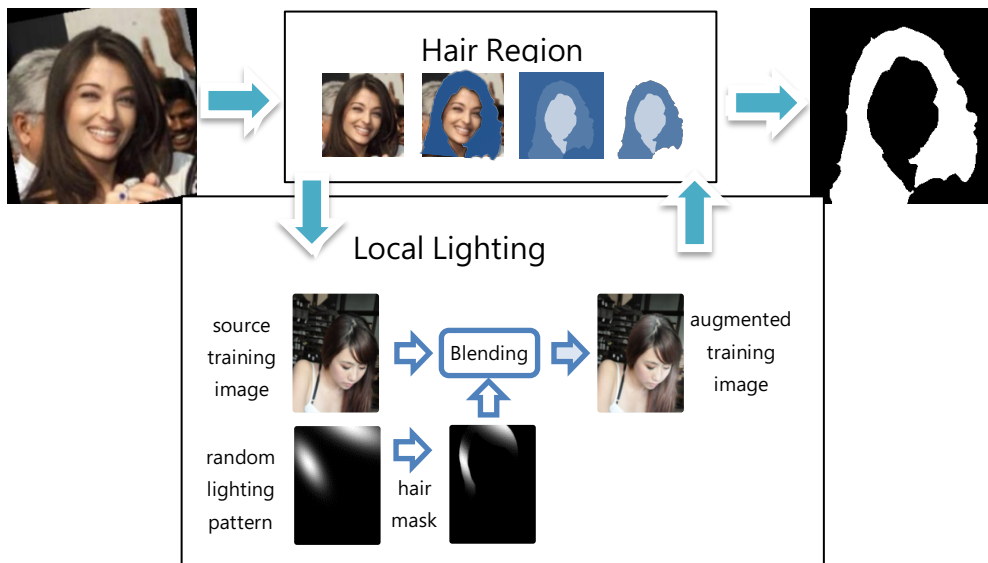 Hair Region
Local Lighting
source
training
image
Blending
augmented
training
image
random
lighting
pattern
hair
mask